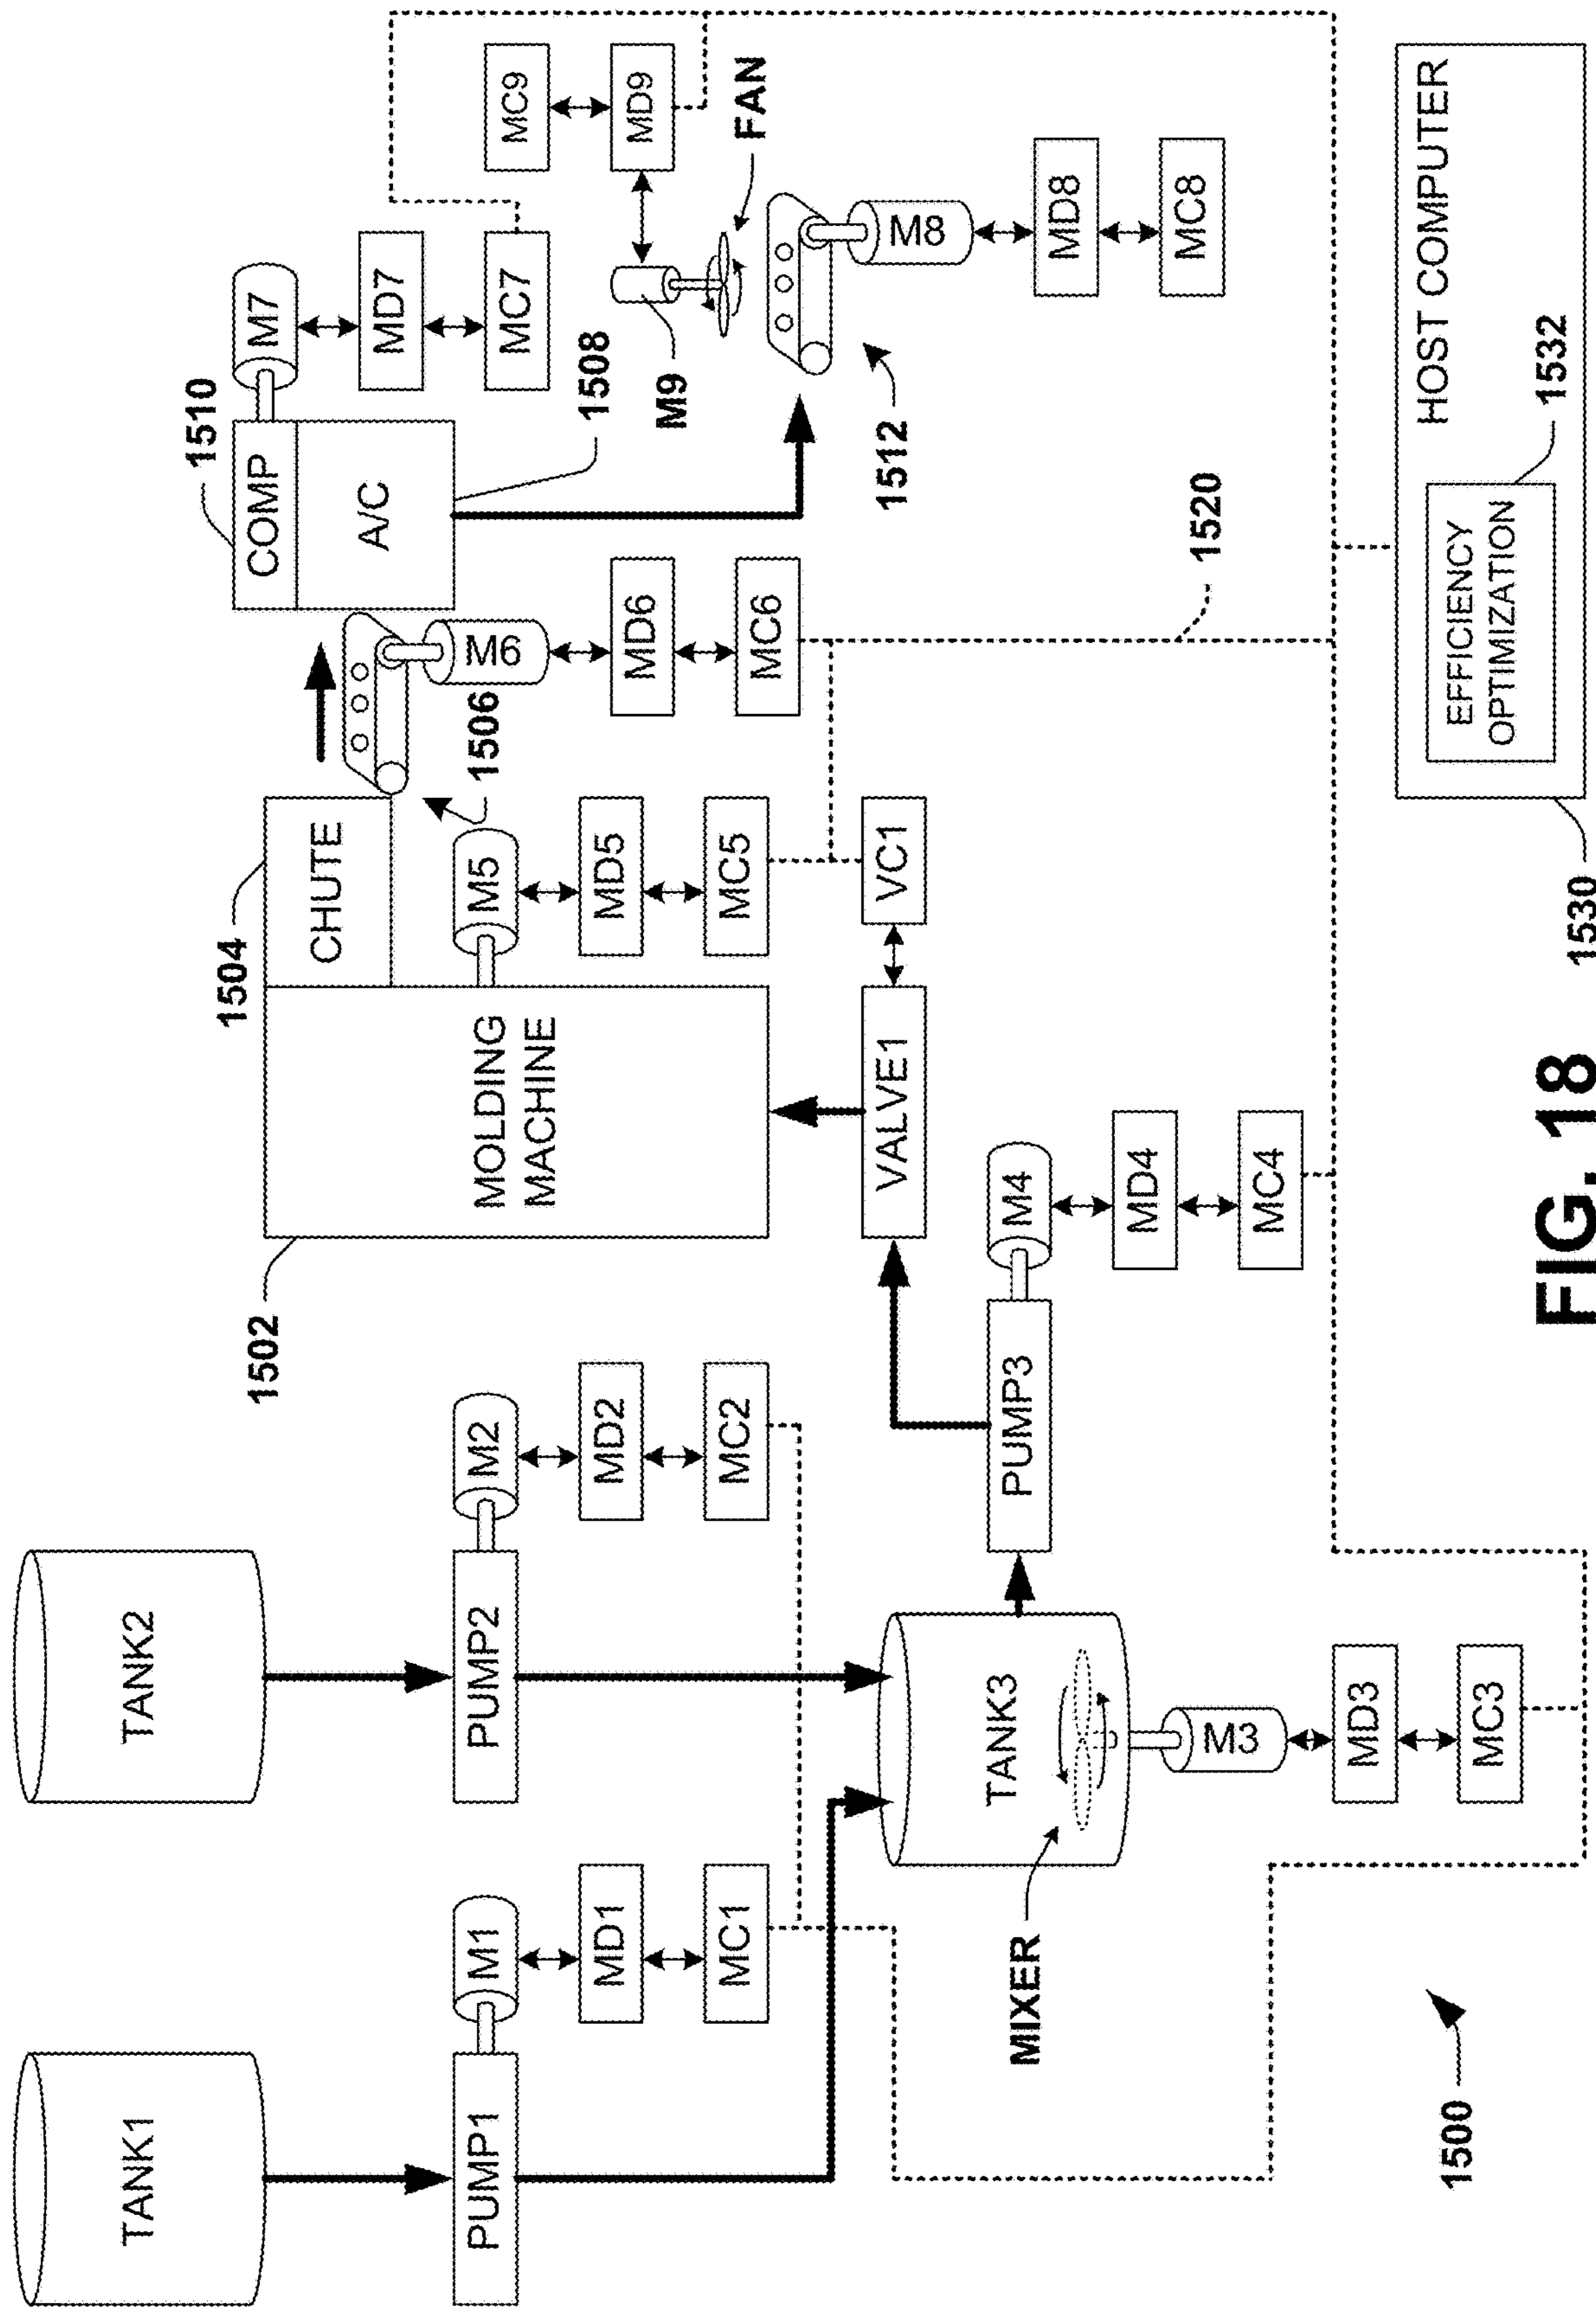 TANK1
TANK2
PUMP1
M1
MD1
MC1
PUMP2
M2
MD2
MC2
1502
MOLDING
MACHINE
1504
CHUTE
M5
MD5
MC5
1506
M6
MD6
MC6
1510
COMP
A/C
1508
M7
MD7
MC7
MC9
MD9
M9
FAN
1512
M8
MD8
MC8
VALVE1
VC1
MIXER
TANK3
M3
MD3
MC3
PUMP3
M4
MD4
MC4
1520
1500
HOST COMPUTER
EFFICIENCY
OPTIMIZATION
1532
1530
FIG. 18